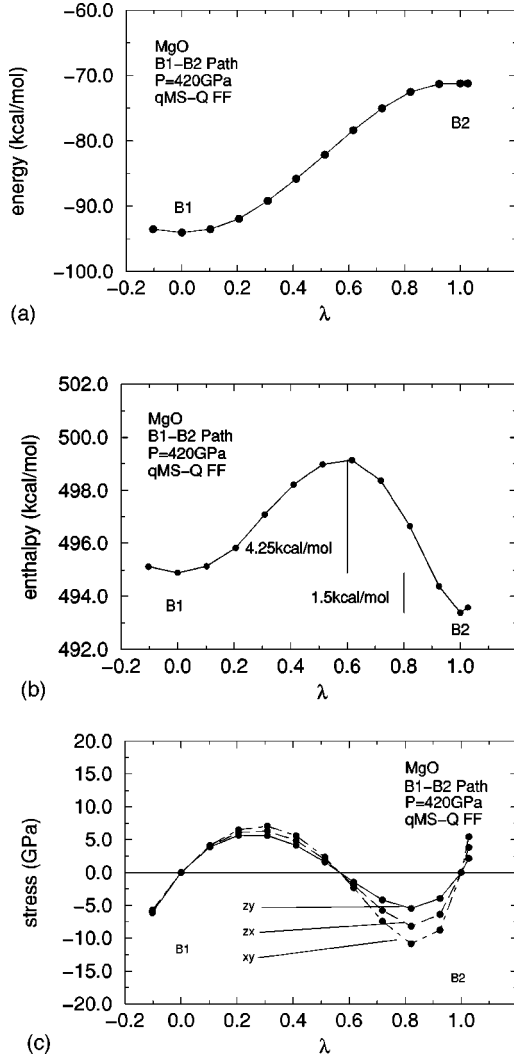 −60.0
−70.0
−80.0
−90.0
−100.0
energy (kcal/mol)
MgO
B1−B2 Path
P=420GPa
qMS−Q FF
B1
B2
−0.2 0.0 0.2 0.4 0.6 0.8 1.0
λ
(a)
502.0
500.0
498.0
496.0
494.0
492.0
enthalpy (kcal/mol)
MgO
B1−B2 Path
P=420GPa
qMS−Q FF
4.25kcal/mol
1.5kcal/mol
B1
B2
−0.2 0.0 0.2 0.4 0.6 0.8 1.0
λ
(b)
20.0
15.0
10.0
5.0
0.0
−5.0
−10.0
−15.0
−20.0
stress (GPa)
MgO
B1−B2 Path
P=420GPa
qMS−Q FF
zy
zx
xy
B1
B2
−0.2 0.0 0.2 0.4 0.6 0.8 1.0
λ
(c)